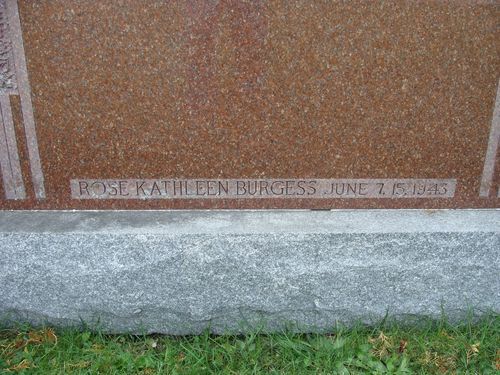 ROSE KATHLEEN BURGESS JUNE 7, 15, 1943